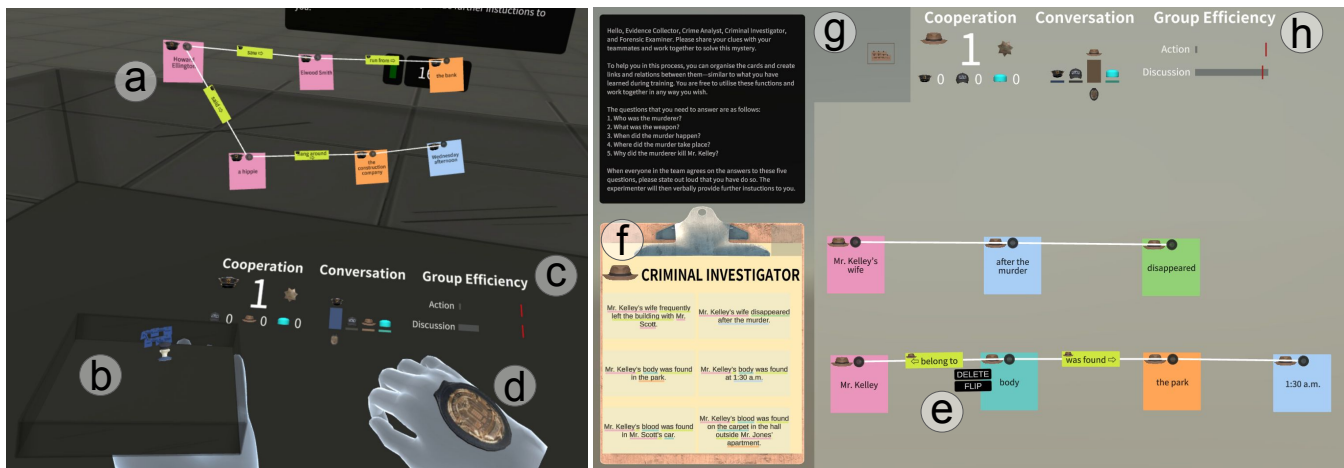 you.
further instuctions to
a
Howard
Ellington
saw ⇨
Elwood Smith
run from ⇨
the bank
said ⇨
a hippie
hang around
the
construction
company
Wednesday
afternoon
b
c
Cooperation
1
0
0
0
Conversation
Group Efficiency
Action
Discussion
d
Hello, Evidence Collector, Crime Analyst, Criminal Investigator,
and Forensic Examiner. Please share your clues with your
teammates and work together to solve this mystery.
To help you in this process, you can organise the cards and create
links and relations between them—similar to what you have
learned during training. You are free to utilise these functions and
work together in any way you wish.
The questions that you need to answer are as follows:
1. Who was the murderer?
2. What was the weapon?
3. When did the murder happen?
4. Where did the murder take place?
5. Why did the murderer kill Mr. Kelley?
When everyone in the team agrees on the answers to these five
questions, please state out loud that you have do so. The
experimenter will then verbally provide further instuctions to you.
f
CRIMINAL INVESTIGATOR
Mr. Kelley's wife frequently
left the building with Mr.
Scott.
Mr. Kelley's wife disappeared
after the murder.
Mr. Kelley's body was found
in the park.
Mr. Kelley's body was found
at 1:30 a.m.
Mr. Kelley's blood was found
in Mr. Scott's car.
Mr. Kelley's blood was found
on the carpet in the hall
outside Mr. Jones'
apartment.
g
Cooperation
1
0
0
0
Conversation
Group Efficiency
Action
Discussion
h
Mr. Kelley's
wife
after the
murder
disappeared
Mr. Kelley
⇦ belong to
DELETE
FLIP
body
was found ⇨
the park
1:30 a.m.
e